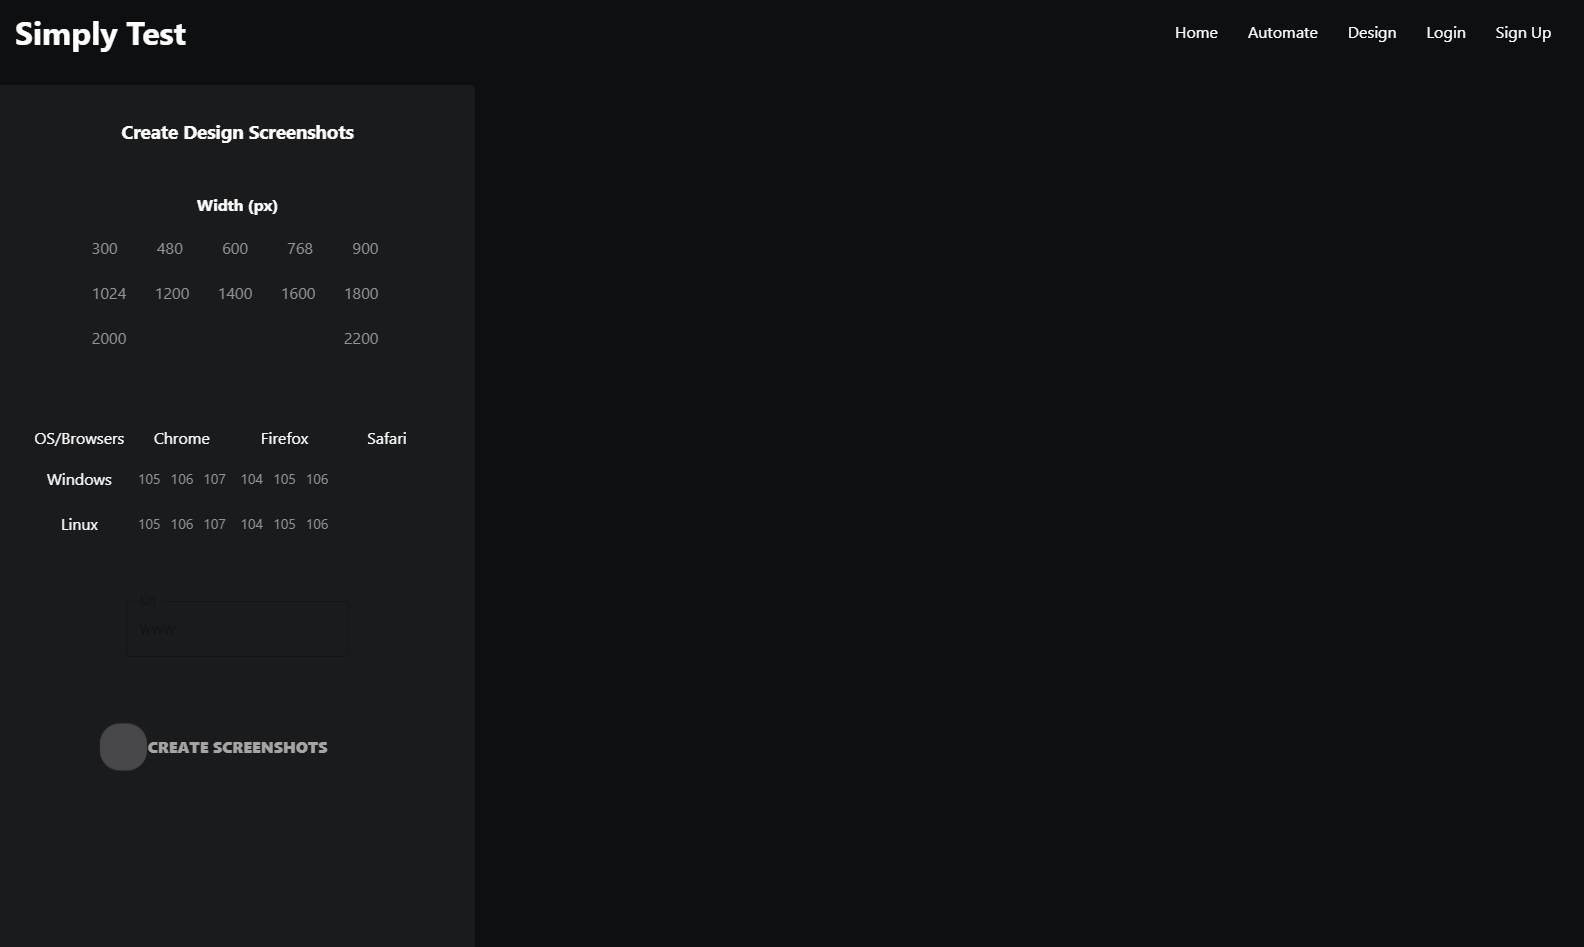 Simply Test
Home Automate Design Login Sign Up
Create Design Screenshots
Width (px)
300 480 600 768 900
1024 1200 1400 1600 1800
2000 2200
OS/Browsers Chrome Firefox Safari
Windows 105 106 107 104 105 106
Linux 105 106 107 104 105 106
Url
www
CREATE SCREENSHOTS